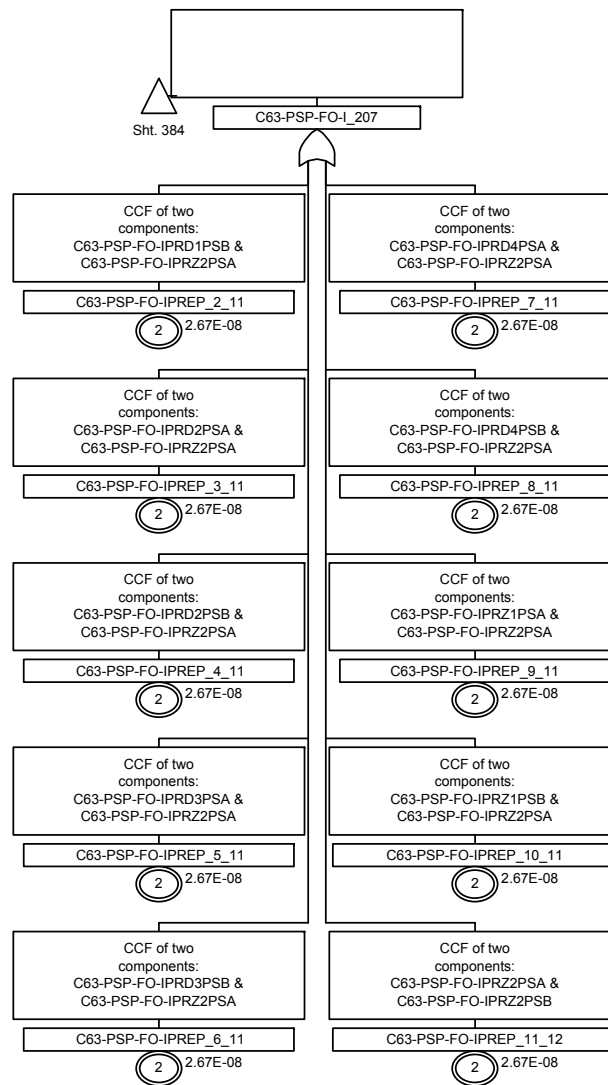 Sht. 384
C63-PSP-FO-I_207
CCF of two
components:
C63-PSP-FO-IPRD1PSB &
C63-PSP-FO-IPRZ2PSA
C63-PSP-FO-IPREP_2_11
2
2.67E-08
CCF of two
components:
C63-PSP-FO-IPRD4PSA &
C63-PSP-FO-IPRZ2PSA
C63-PSP-FO-IPREP_7_11
2
2.67E-08
CCF of two
components:
C63-PSP-FO-IPRD2PSA &
C63-PSP-FO-IPRZ2PSA
C63-PSP-FO-IPREP_3_11
2
2.67E-08
CCF of two
components:
C63-PSP-FO-IPRD4PSB &
C63-PSP-FO-IPRZ2PSA
C63-PSP-FO-IPREP_8_11
2
2.67E-08
CCF of two
components:
C63-PSP-FO-IPRD2PSB &
C63-PSP-FO-IPRZ2PSA
C63-PSP-FO-IPREP_4_11
2
2.67E-08
CCF of two
components:
C63-PSP-FO-IPRZ1PSA &
C63-PSP-FO-IPRZ2PSA
C63-PSP-FO-IPREP_9_11
2
2.67E-08
CCF of two
components:
C63-PSP-FO-IPRD3PSA &
C63-PSP-FO-IPRZ2PSA
C63-PSP-FO-IPREP_5_11
2
2.67E-08
CCF of two
components:
C63-PSP-FO-IPRZ1PSB &
C63-PSP-FO-IPRZ2PSA
C63-PSP-FO-IPREP_10_11
2
2.67E-08
CCF of two
components:
C63-PSP-FO-IPRD3PSB &
C63-PSP-FO-IPRZ2PSA
C63-PSP-FO-IPREP_6_11
2
2.67E-08
CCF of two
components:
C63-PSP-FO-IPRZ2PSA &
C63-PSP-FO-IPRZ2PSB
C63-PSP-FO-IPREP_11_12
2
2.67E-08